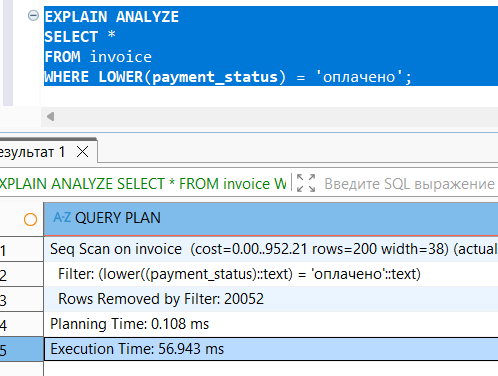 EXPLAIN ANALYZE
SELECT *
FROM invoice
WHERE LOWER(payment_status) = 'оплачено';
езультат 1
XPLAIN ANALYZE SELECT * FROM invoice W
Введите SQL выражение
A-Z QUERY PLAN
1 Seq Scan on invoice (cost=0.00..952.21 rows=200 width=38) (actual
2 Filter: (lower((payment_status)::text) = 'оплачено'::text)
3 Rows Removed by Filter: 20052
4 Planning Time: 0.108 ms
5 Execution Time: 56.943 ms